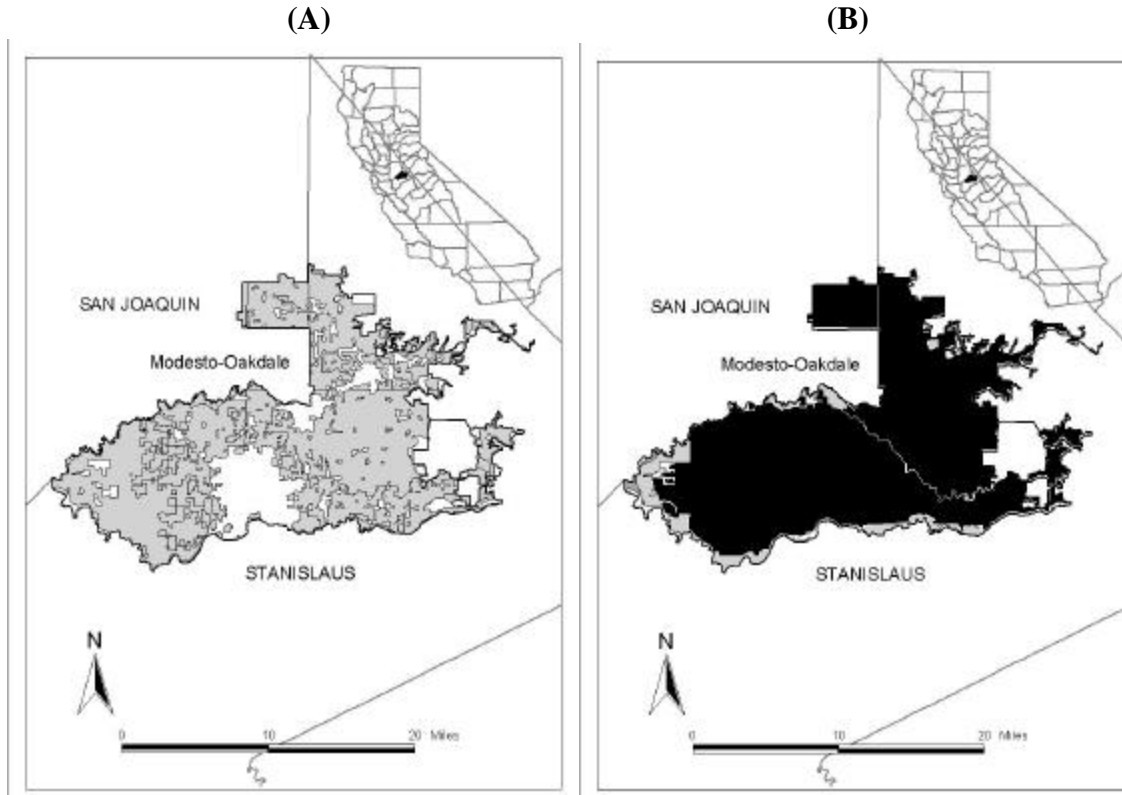 (A)
(B)
SAN JOAQUIN
Modesto-Oakdale
STANISLAUS
N
0 10 20 Miles
SAN JOAQUIN
Modesto-Oakdale
STANISLAUS
N
0 10 20 Miles